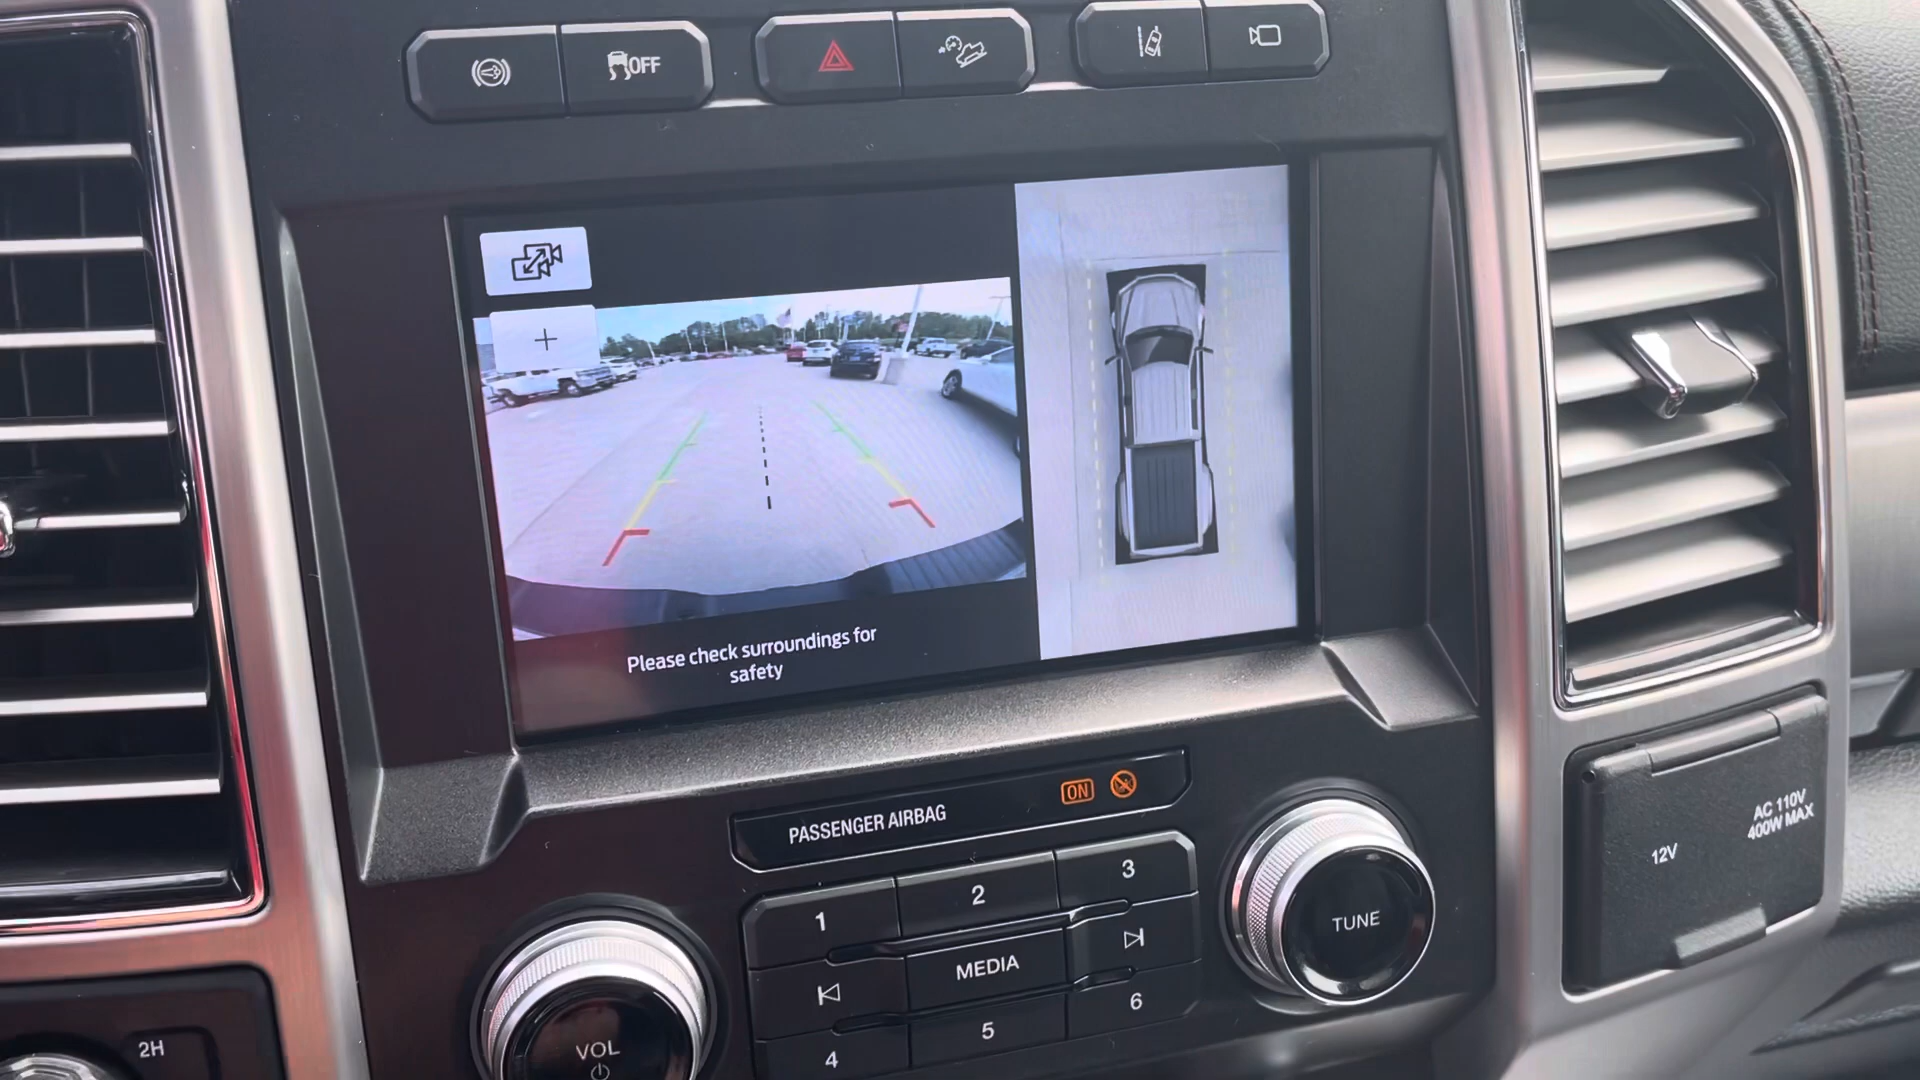 OFF
+
Please check surroundings for
safety
PASSENGER AIRBAG ON
1
2
3
MEDIA
4
5
6
VOL
TUNE
2H
12V
AC 110V
400W MAX